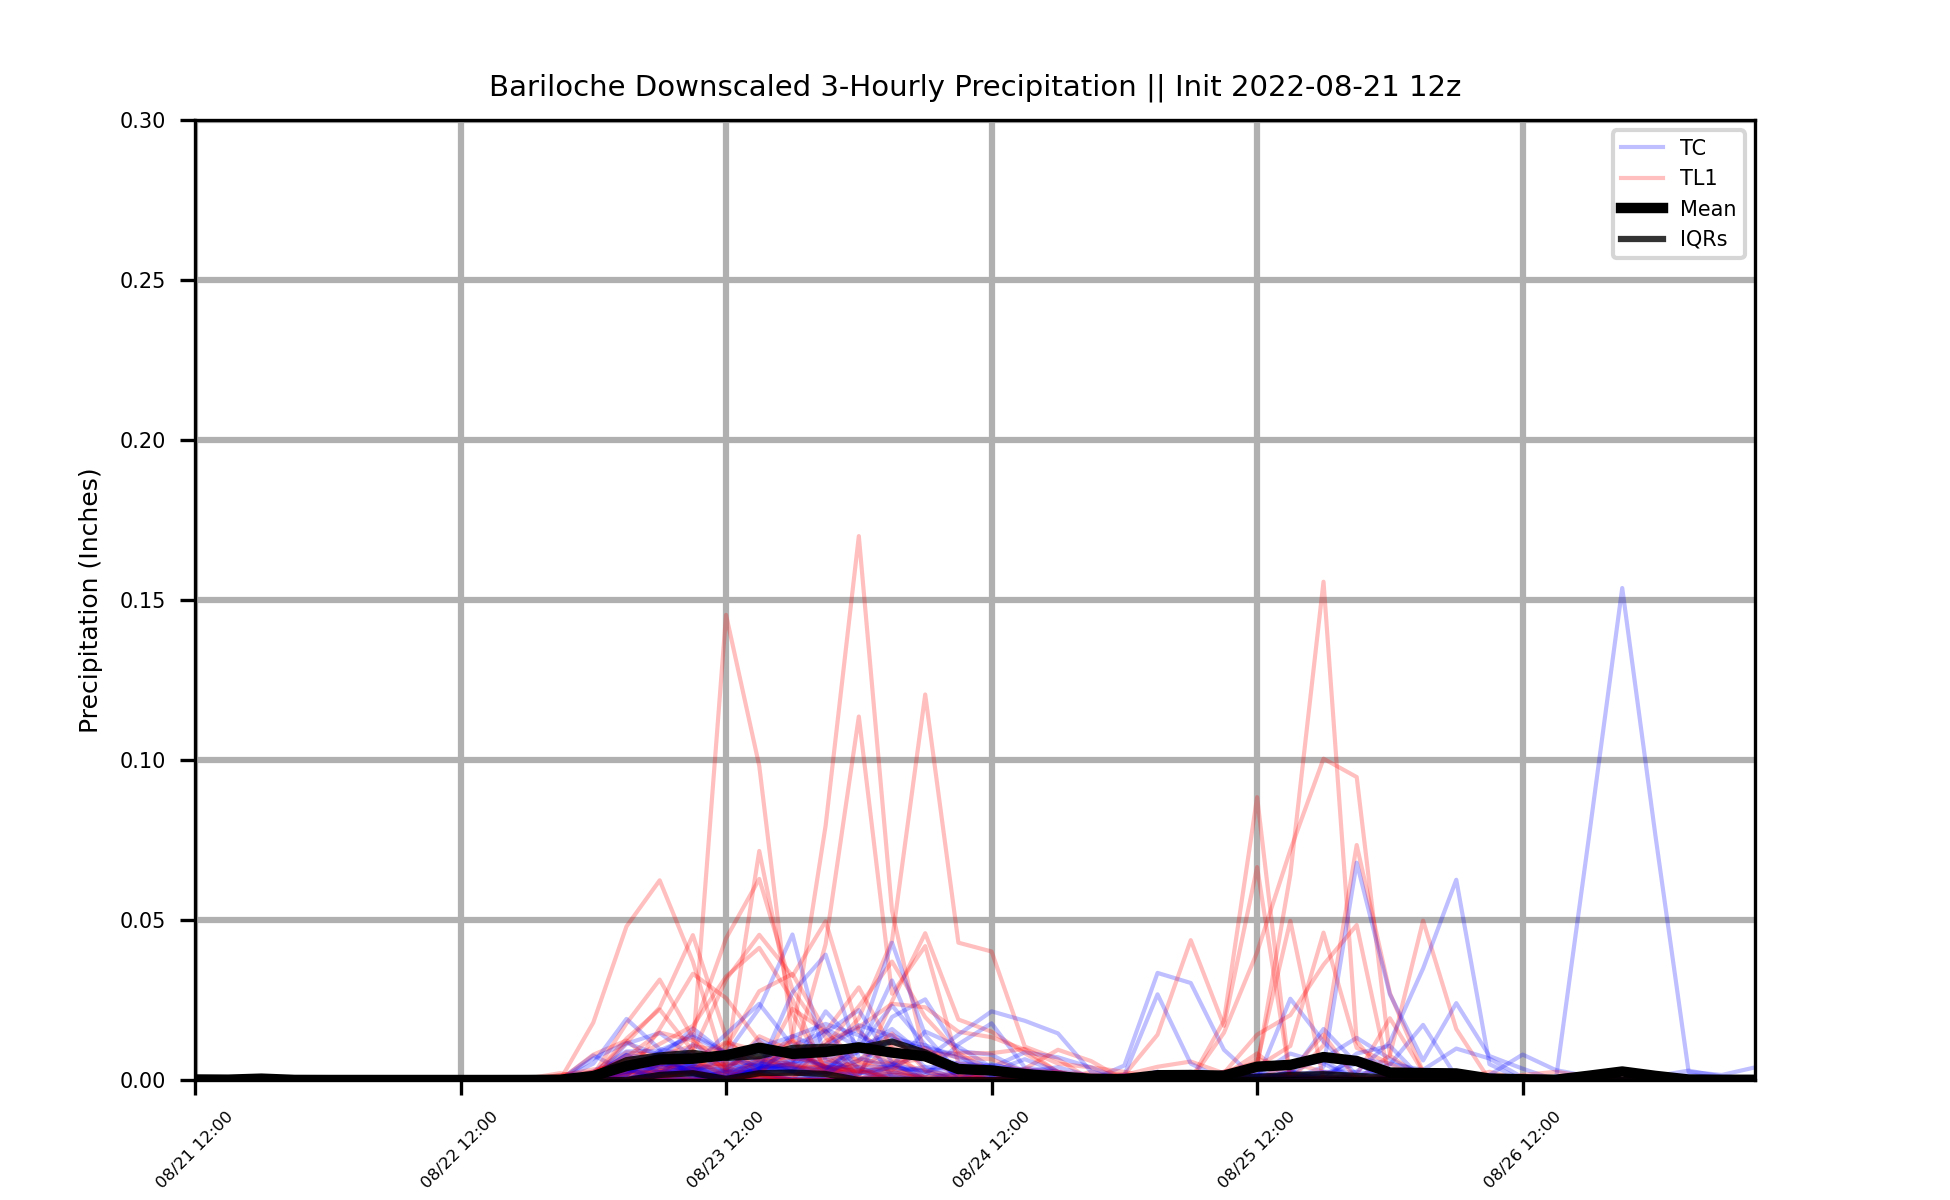 Bariloche Downscaled 3-Hourly Precipitation || Init 2022-08-21 12z
0.30
0.25
0.20
0.15
0.10
0.05
0.00
Precipitation (Inches)
TC
TL1
Mean
IQRs
08/21 12:00
08/22 12:00
08/23 12:00
08/24 12:00
08/25 12:00
08/26 12:00